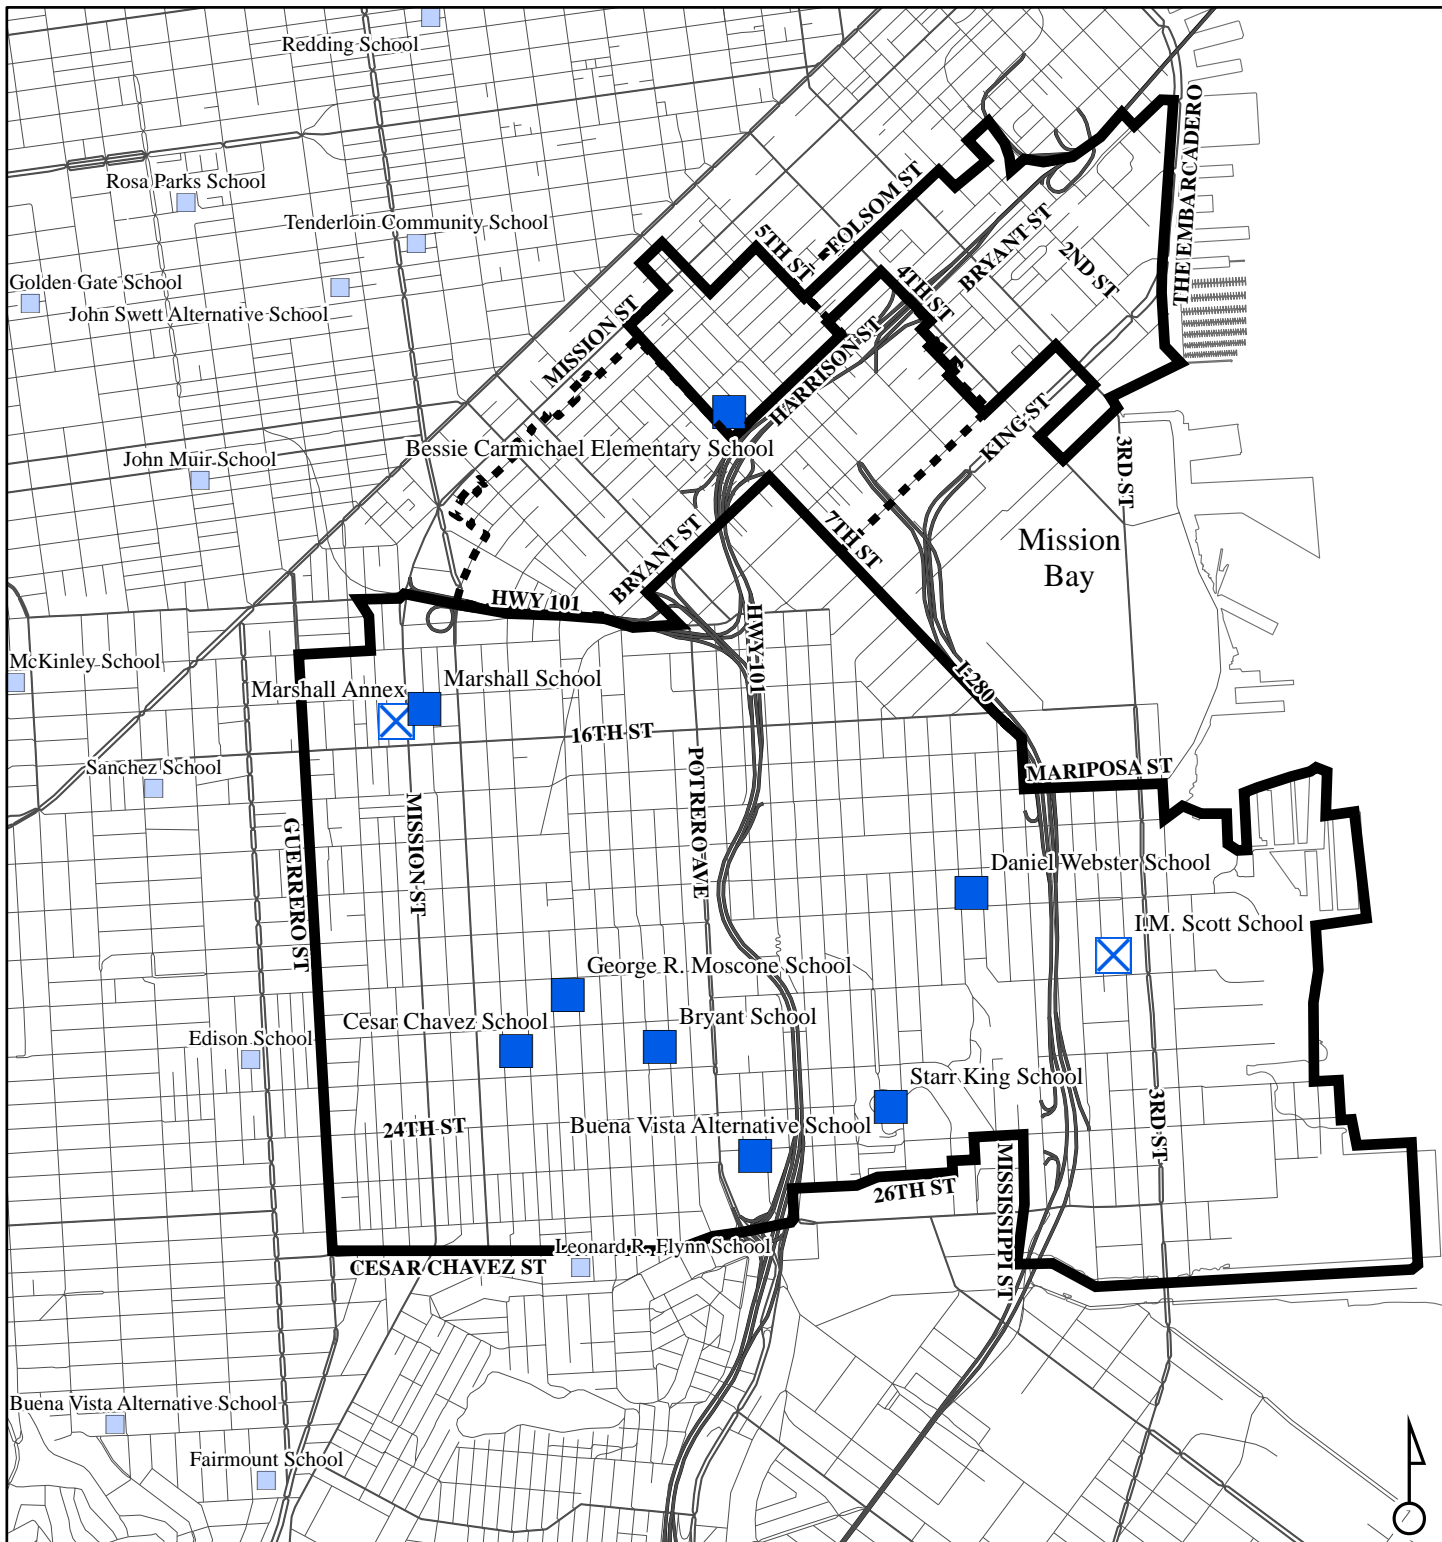 Redding School
Rosa Parks School
Tenderloin Community School
Golden Gate School
John Swett Alternative School
THE EMBARCADERO
FOLSOM ST
5TH ST
BRYANT ST
2ND ST
4TH ST
MISSION ST
HARRISON ST
KING ST
Bessie Carmichael Elementary School
John Muir School
3RD ST
7TH ST
BRYANT ST
Mission
Bay
HWY 101
HWY 101
McKinley School
Marshall Annex
Marshall School
I-280
16TH ST
Sanchez School
MARIPOSA ST
POTRERO AVE
MISSION ST
GUERRERO ST
Daniel Webster School
I.M. Scott School
George R. Moscone School
Cesar Chavez School
Bryant School
Edison School
Starr King School
24TH ST
Buena Vista Alternative School
3RD ST
26TH ST
MISSISSIPPI ST
Leonard R. Flynn School
CESAR CHAVEZ ST
Buena Vista Alternative School
Fairmount School